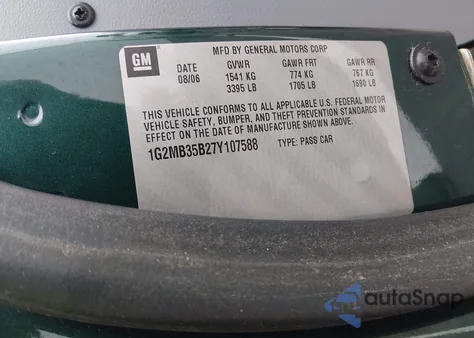 GM
MFD BY GENERAL MOTORS CORP
DATE GVWR GAWR FRT GAWR RR
08/06 1541 KG 774 KG 767 KG
3395 LB 1705 LB 1690 LB
THIS VEHICLE CONFORMS TO ALL APPLICABLE U.S. FEDERAL MOTOR
VEHICLE SAFETY, BUMPER, AND THEFT PREVENTION STANDARDS IN
EFFECT ON THE DATE OF MANUFACTURE SHOWN ABOVE.
1G2MB35B27Y107588 TYPE: PASS CAR
autoSnap